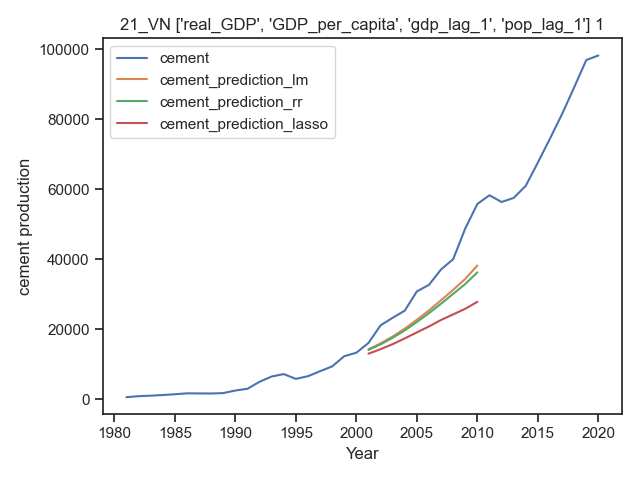 21_VN ['real_GDP', 'GDP_per_capita', 'gdp_lag_1', 'pop_lag_1'] 1
100000
80000
60000
40000
20000
0
cement production
cement
cement_prediction_lm
cement_prediction_rr
cement_prediction_lasso
1980 1985 1990 1995 2000 2005 2010 2015 2020
Year